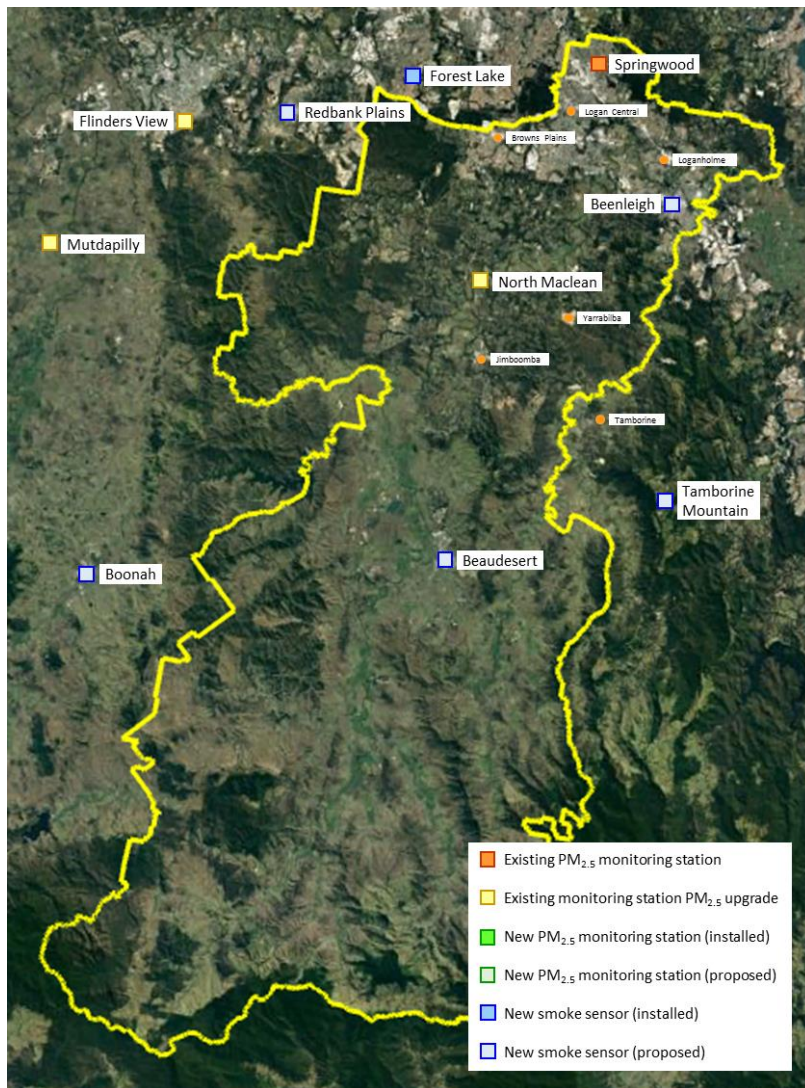 Springwood
Forest Lake
Redbank Plains
Flinders View
Logan Central
Browns Plains
Loganholme
Beenleigh
Mutdapilly
North Maclean
Yarrabilba
Jimboomba
Tamborine
Tamborine
Mountain
Beaudesert
Boonah
Existing PM2.5 monitoring station
Existing monitoring station PM2.5 upgrade
New PM2.5 monitoring station (installed)
New PM2.5 monitoring station (proposed)
New smoke sensor (installed)
New smoke sensor (proposed)